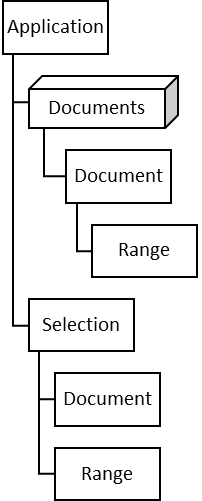 Application
Documents
Document
Range
Selection
Document
Range